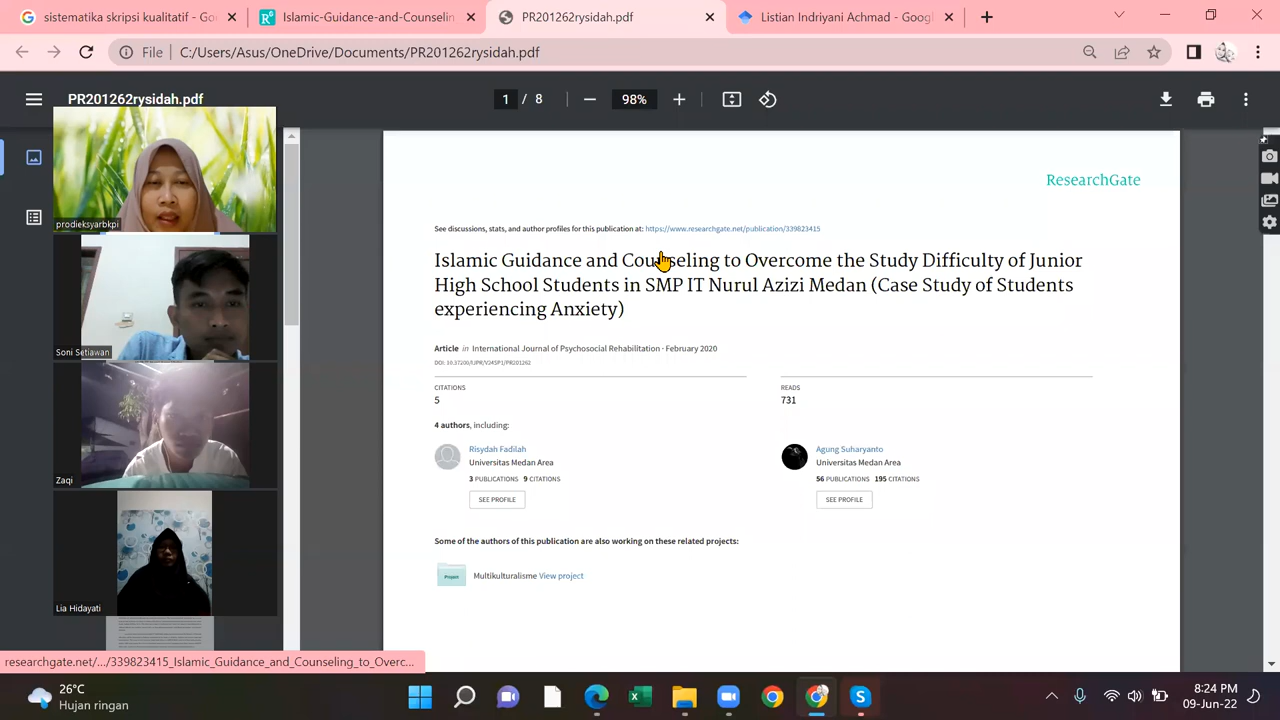 sistematika skripsi kualitatif - Go
Islamic-Guidance-and-Counselin
PR201262rysidah.pdf
Listian Indriyani Achmad - Goog
File
C:/Users/Asus/OneDrive/Documents/PR201262rysidah.pdf
PR201262rysidah.pdf
1 / 8
98%
prodieksyarbkpi
Soni Setiawan
Zaqi
Lia Hidayati
ResearchGate
See discussions, stats, and author profiles for this publication at: https://www.researchgate.net/publication/339823415
Islamic Guidance and Counseling to Overcome the Study Difficulty of Junior
High School Students in SMP IT Nurul Azizi Medan (Case Study of Students
experiencing Anxiety)
Article in International Journal of Psychosocial Rehabilitation · February 2020
DOI: 10.37200/IJPR/V24SP1/PR201262
CITATIONS
5
READS
731
4 authors, including:
Risydah Fadilah
Universitas Medan Area
3 PUBLICATIONS 9 CITATIONS
SEE PROFILE
Agung Suharyanto
Universitas Medan Area
56 PUBLICATIONS 195 CITATIONS
SEE PROFILE
Some of the authors of this publication are also working on these related projects:
Project
Multikulturalisme View project
researchgate.net/.../339823415_Islamic_Guidance_and_Counseling_to_Overc...
26°C
Hujan ringan
8:24 PM
09-Jun-22